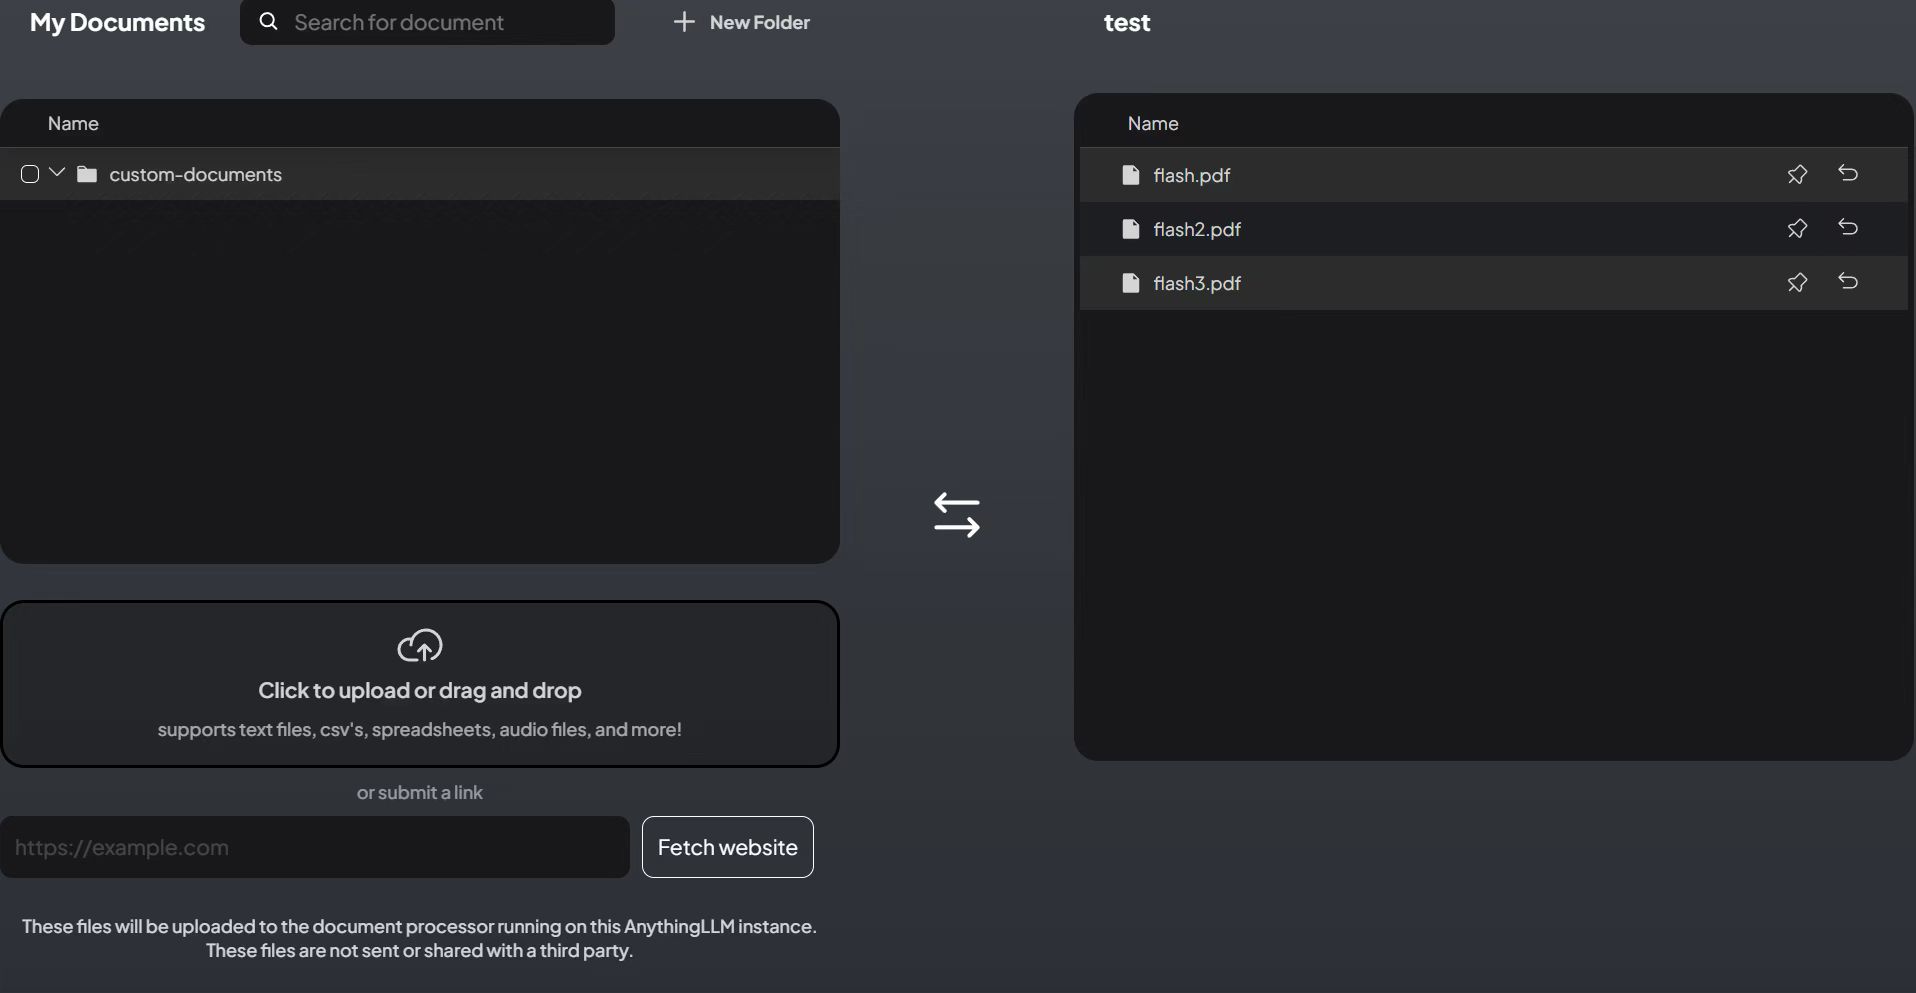 My Documents
Search for document
New Folder
Name
custom-documents
Click to upload or drag and drop
supports text files, csv's, spreadsheets, audio files, and more!
or submit a link
https://example.com
Fetch website
These files will be uploaded to the document processor running on this AnythingLLM instance.
These files are not sent or shared with a third party.
test
Name
flash.pdf
flash2.pdf
flash3.pdf